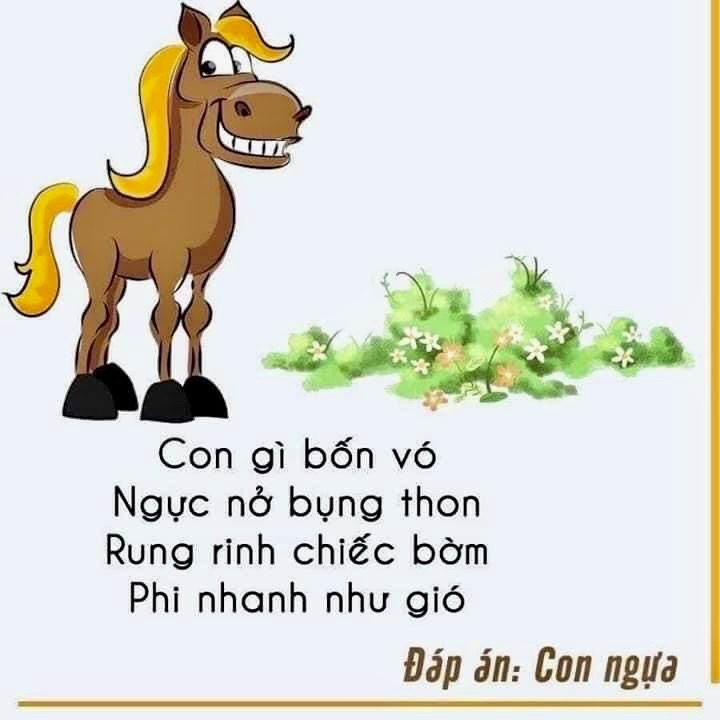 Con gì bốn vó
Ngực nở bụng thon
Rung rinh chiếc bờm
Phi nhanh như gió
Đáp án: Con ngựa